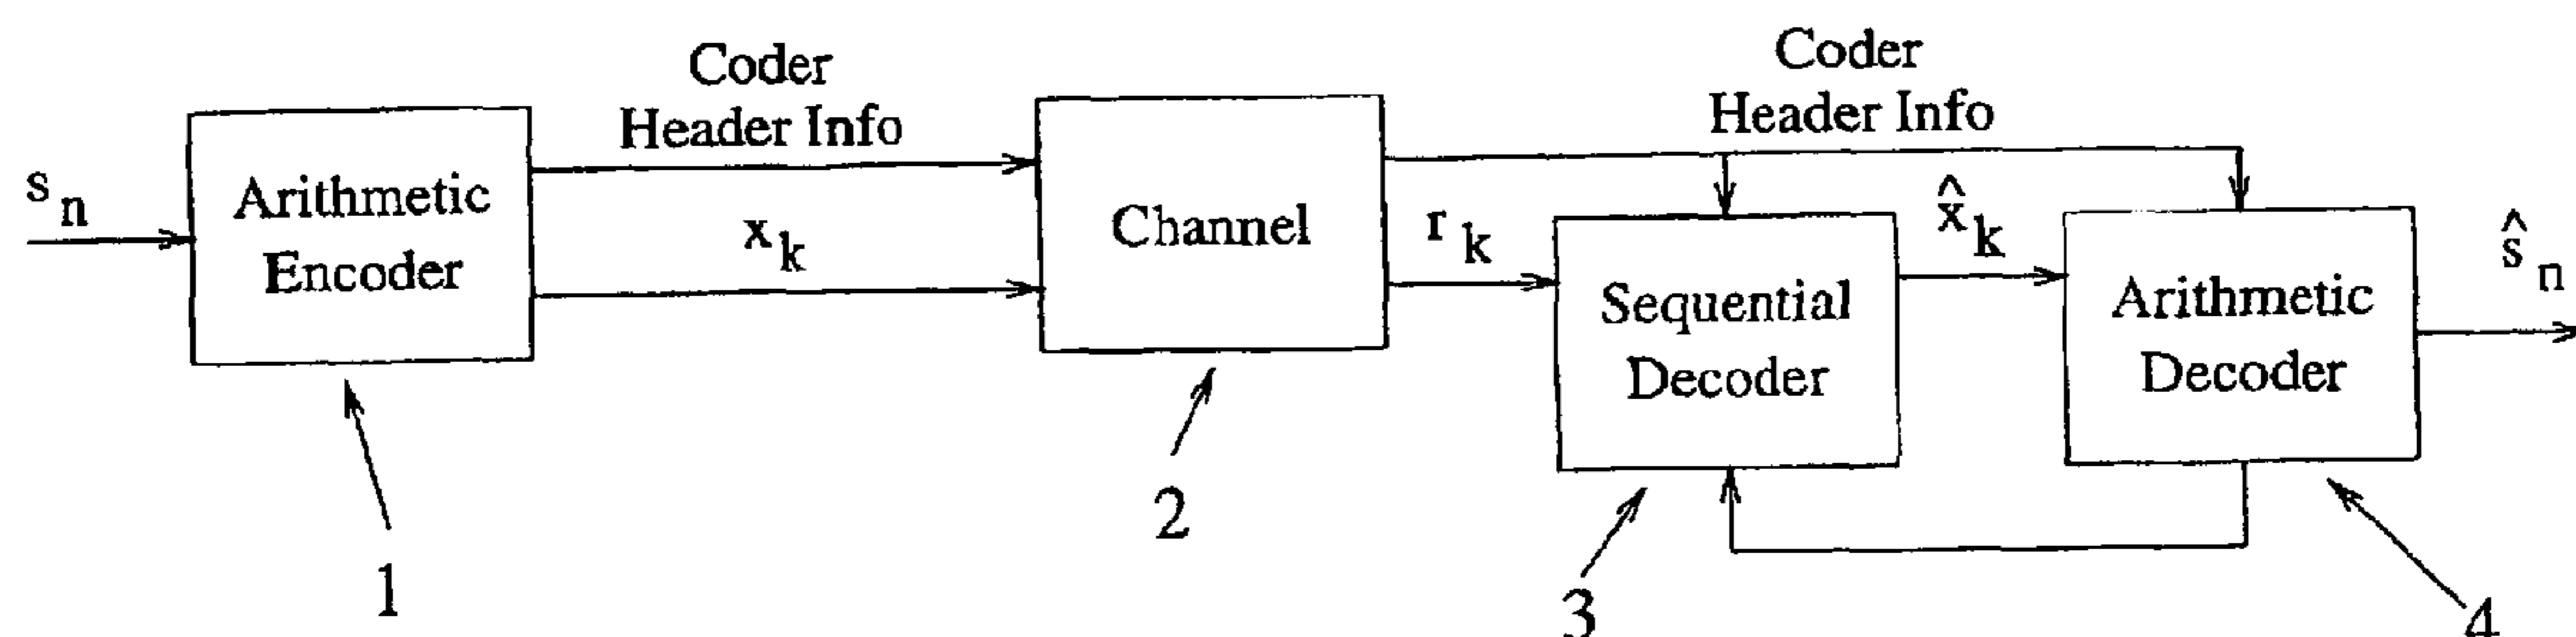 Coder
Header Info
Coder
Header Info
s n
Arithmetic
Encoder
x k
Channel
r k
Sequential
Decoder
x̂ k
Arithmetic
Decoder
ŝ n
1
2
3
4